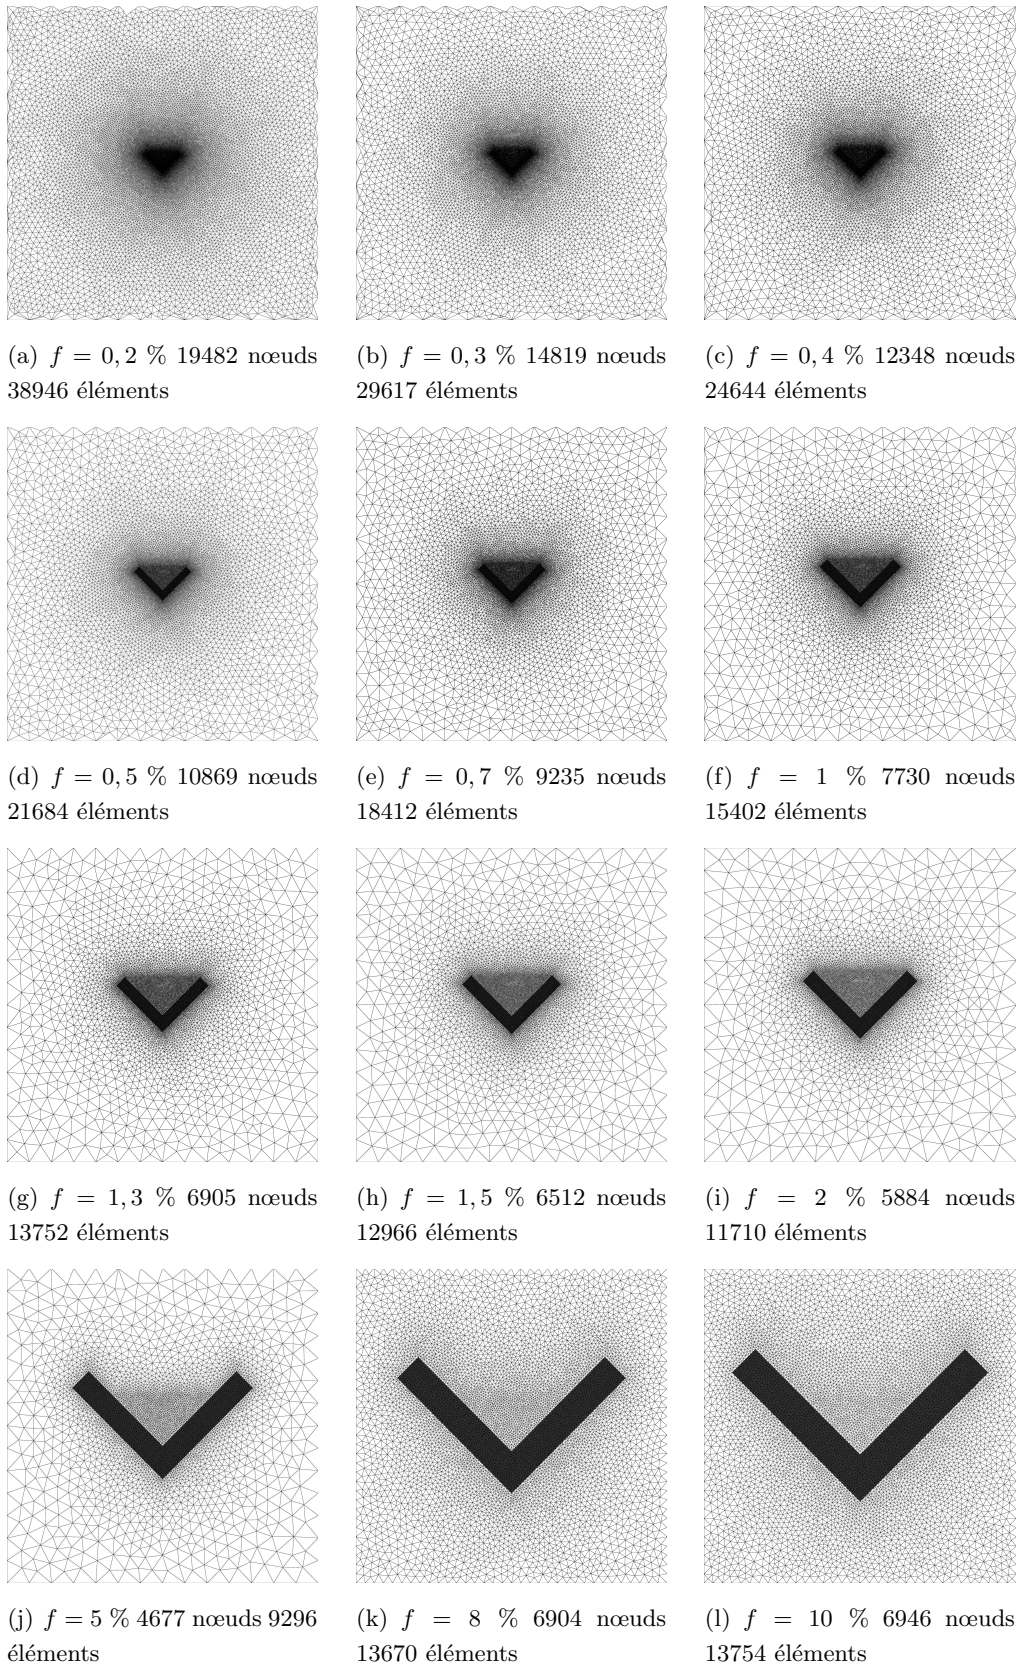 (a) f = 0, 2 % 19482 nœuds
38946 éléments
(b) f = 0, 3 % 14819 nœuds
29617 éléments
(c) f = 0, 4 % 12348 nœuds
24644 éléments
(d) f = 0, 5 % 10869 nœuds
21684 éléments
(e) f = 0, 7 % 9235 nœuds
18412 éléments
(f) f = 1 % 7730 nœuds
15402 éléments
(g) f = 1, 3 % 6905 nœuds
13752 éléments
(h) f = 1, 5 % 6512 nœuds
12966 éléments
(i) f = 2 % 5884 nœuds
11710 éléments
(j) f = 5 % 4677 nœuds 9296
éléments
(k) f = 8 % 6904 nœuds
13670 éléments
(l) f = 10 % 6946 nœuds
13754 éléments